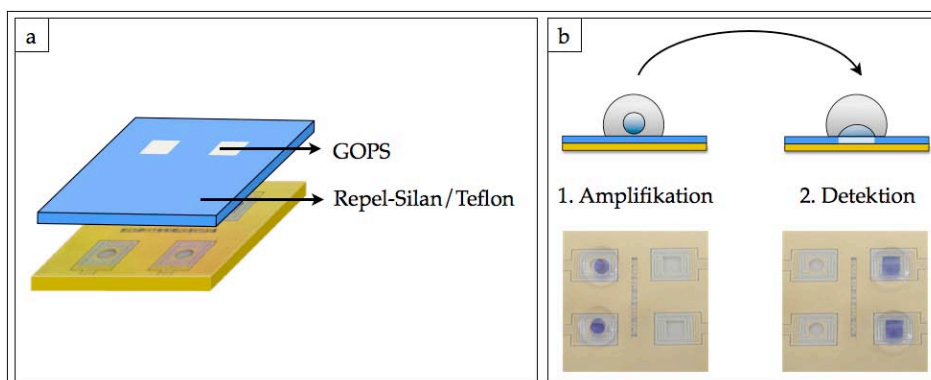 a
GOPS
Repel-Silan/Teflon
b
1. Amplifikation
2. Detektion